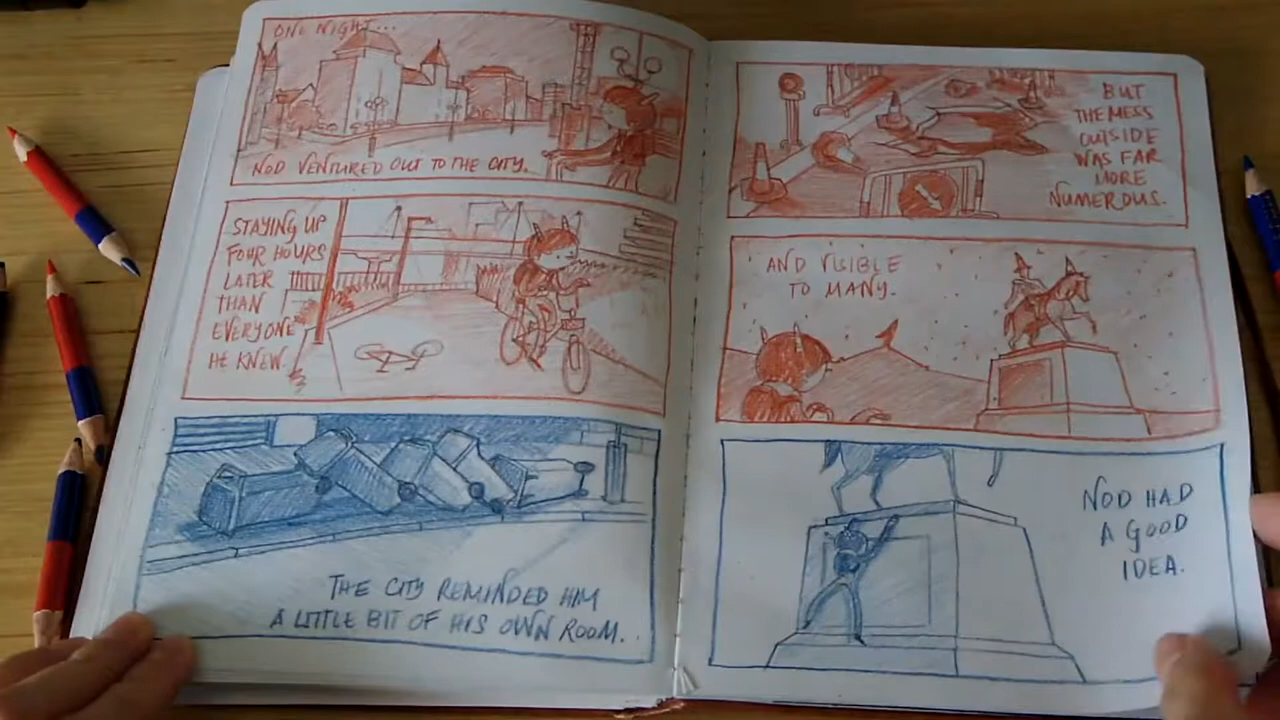 ONE NIGHT...
NOD VENTURED OUT TO THE CITY.
STAYING UP
FOUR HOURS
LATER
THAN
EVERYONE
HE KNEW.
THE CITY REMINDED HIM
A LITTLE BIT OF HIS OWN ROOM.
BUT
THE MESS
OUTSIDE
WAS FAR
MORE
NUMEROUS.
AND VISIBLE
TO MANY.
NOD HAD
A GOOD
IDEA.